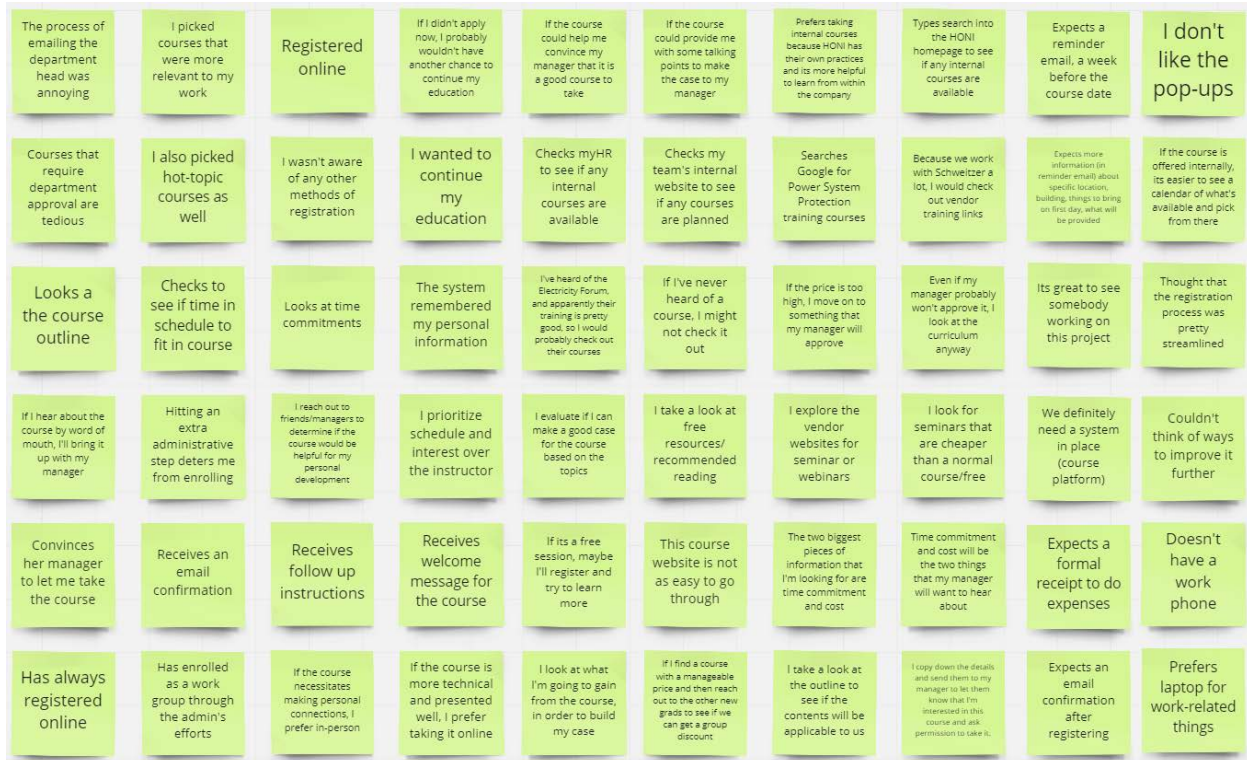 The process of
emailing the
department
head was
annoying
I picked
courses that
were more
relevant to my
work
Registered
online
If I didn't apply
now, I probably
wouldn't have
another chance to
continue my
education
If the course
could help me
convince my
manager that it is
a good course to
take
If the course
could provide me
with some talking
points to make
the case to my
manager
Prefers taking
internal courses
because HONI has
their own practices
and its more helpful
to learn from within
the company
Types search into
the HONI
homepage to see
if any internal
courses are
available
Expects a
reminder
email, a week
before the
course date
I don't
like the
pop-ups
Courses that
require
department
approval are
tedious
I also picked
hot-topic
courses as
well
I wasn't aware
of any other
methods of
registration
I wanted to
continue
my
education
Checks myHR
to see if any
internal
courses are
available
Checks my
team's internal
website to see
if any courses
are planned
Searches
Google for
Power System
Protection
training courses
Because we work
with Schweitzer a
lot, I would check
out vendor
training links
Expects more
information (in
reminder email) about
specific location,
building, things to bring
on first day, what will
be provided
If the course is
offered internally,
its easier to see a
calendar of what's
available and pick
from there
Looks a
the course
outline
Checks to
see if time in
schedule to
fit in course
Looks at time
commitments
The system
remembered
my personal
information
I've heard of the
Electricity Forum,
and apparently their
training is pretty
good, so I would
probably check out
their courses
If I've never
heard of a
course, I might
not check it
out
If the price is too
high, I move on to
something that
my manager will
approve
Even if my
manager probably
won't approve it, I
look at the
curriculum
anyway
Its great to see
somebody
working on
this project
Thought that
the registration
process was
pretty
streamlined
If I hear about the
course by word of
mouth, I'll bring it
up with my
manager
Hitting an
extra
administrative
step deters me
from enrolling
I reach out to
friends/managers to
determine if the
course would be
helpful for my
personal
development
I prioritize
schedule and
interest over
the instructor
I evaluate if I can
make a good case
for the course
based on the
topics
I take a look at
free
resources/
recommended
reading
I explore the
vendor
websites for
seminar or
webinars
I look for
seminars that
are cheaper
than a normal
course/free
We definitely
need a system
in place
(course
platform)
Couldn't
think of ways
to improve it
further
Convinces
her manager
to let me take
the course
Receives an
email
confirmation
Receives
follow up
instructions
Receives
welcome
message for
the course
If its a free
session, maybe
I'll register and
try to learn
more
This course
website is not
as easy to go
through
The two biggest
pieces of
information that
I'm looking for are
time commitment
and cost
Time commitment
and cost will be
the two things
that my manager
will want to hear
about
Expects a
formal
receipt to do
expenses
Doesn't
have a
work
phone
Has always
registered
online
Has enrolled
as a work
group through
the admin's
efforts
If the course
necessitates
making personal
connections, I
prefer in-person
If the course is
more technical
and presented
well, I prefer
taking it online
I look at what
I'm going to gain
from the course,
in order to build
my case
If I find a course
with a manageable
price and then reach
out to the other new
grads to see if we
can get a group
discount
I take a look at
the outline to
see if the
contents will be
applicable to us
I copy down the details
and send them to my
manager to let them
know that I'm
interested in this
course and ask
permission to take it.
Expects an
email
confirmation
after
registering
Prefers
laptop for
work-related
things